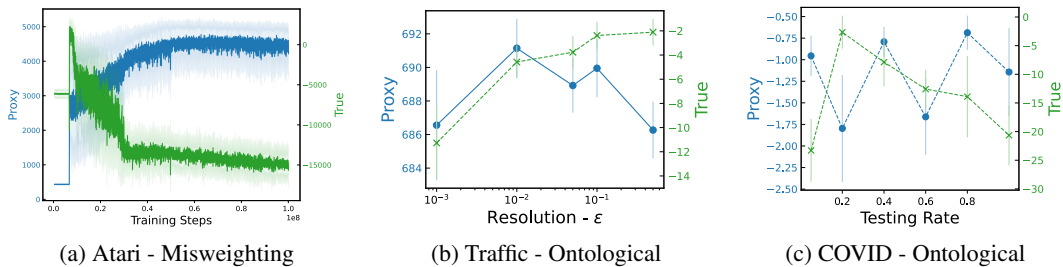 5000
4000
3000
2000
1000
0
Proxy
0
−5000
−10000
−15000
True
0.0 0.2 0.4 0.6 0.8 1.0
1e8
Training Steps
692
690
688
686
684
Proxy
−2
−4
−6
−8
−10
−12
−14
True
10⁻³ 10⁻² 10⁻¹
Resolution - ε
−0.50
−0.75
−1.00
−1.25
−1.50
−1.75
−2.00
−2.25
−2.50
Proxy
0
−5
−10
−15
−20
−25
−30
True
0.2 0.4 0.6 0.8
Testing Rate
(a) Atari - Misweighting
(b) Traffic - Ontological
(c) COVID - Ontological